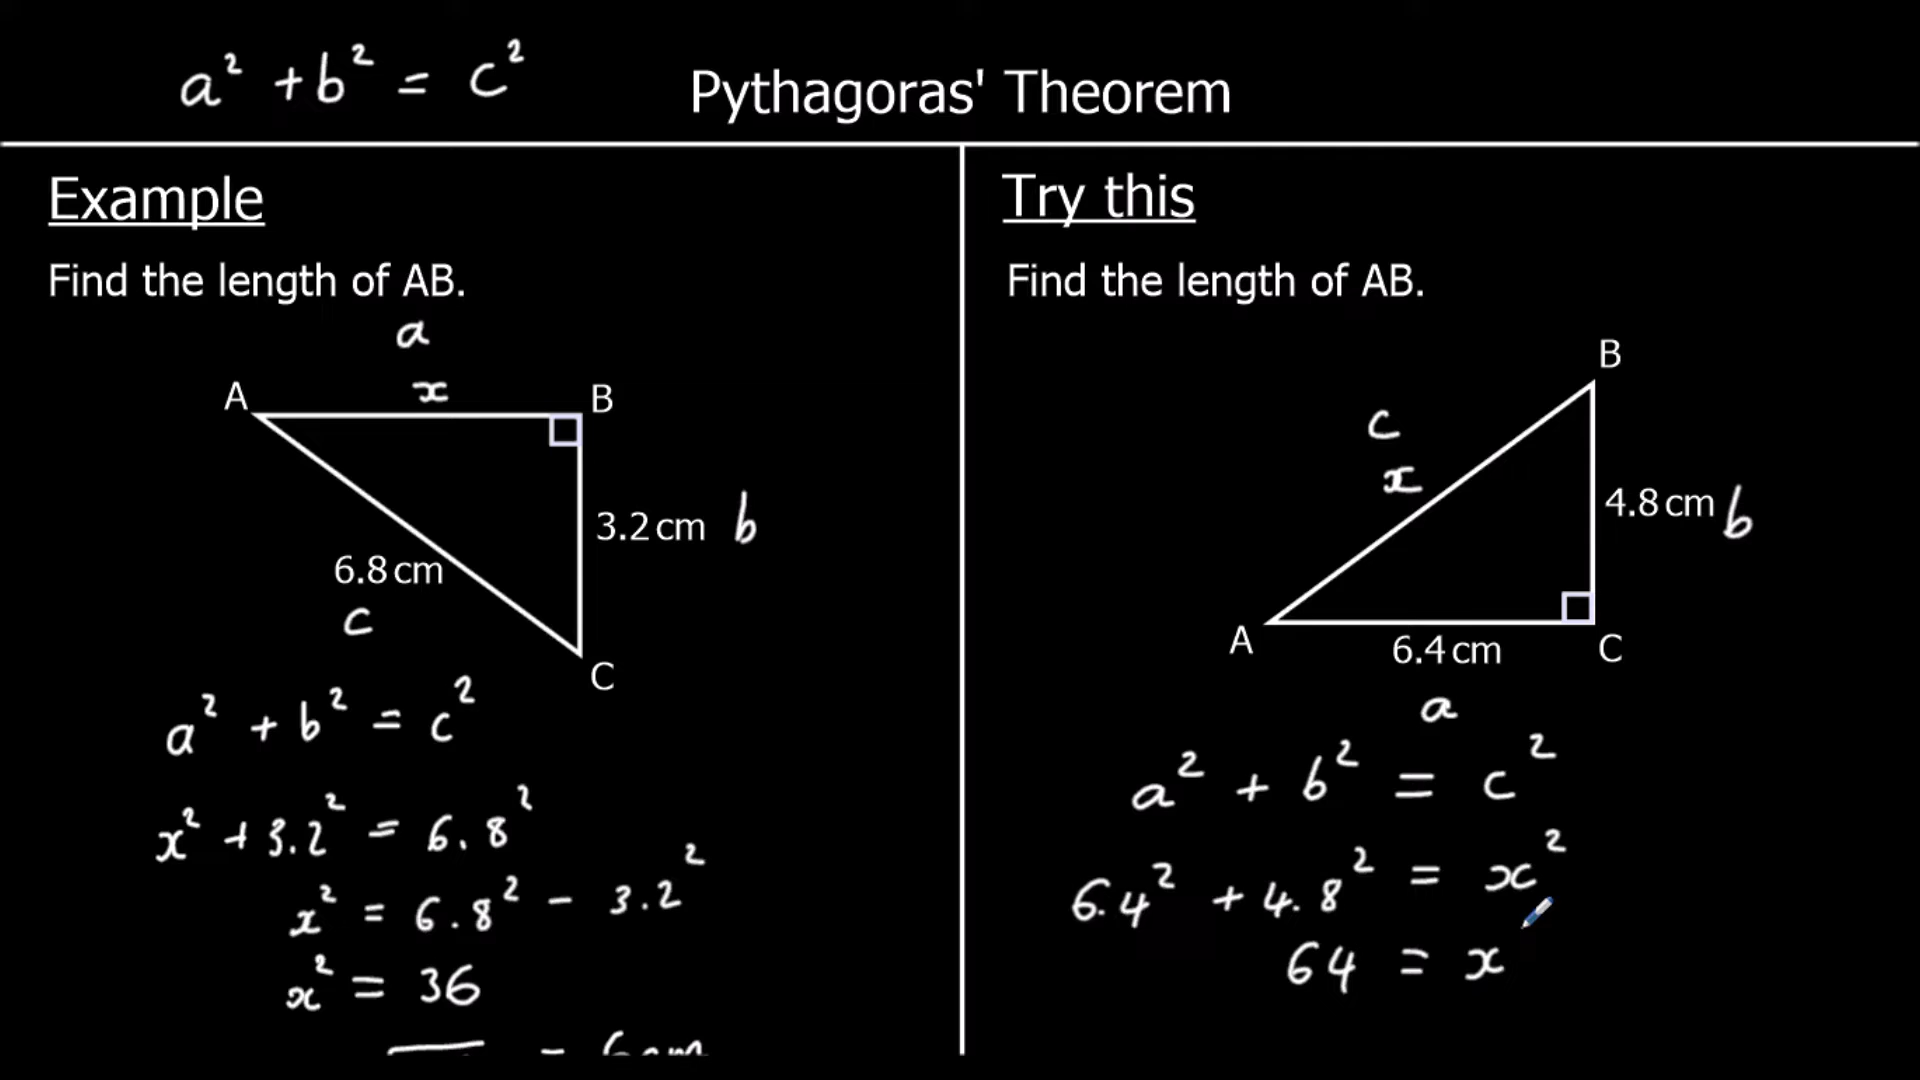 a² + b² = c²
Pythagoras' Theorem
Example
Find the length of AB.
a
x
A
B
3.2 cm b
6.8 cm
c
C
a² + b² = c²
x² + 3.2² = 6.8²
x² = 6.8² - 3.2²
x² = 36
= 6cm
Try this
Find the length of AB.
B
c
x
4.8 cm b
A
6.4 cm
C
a
a² + b² = c²
6.4² + 4.8² = x²
64 = x